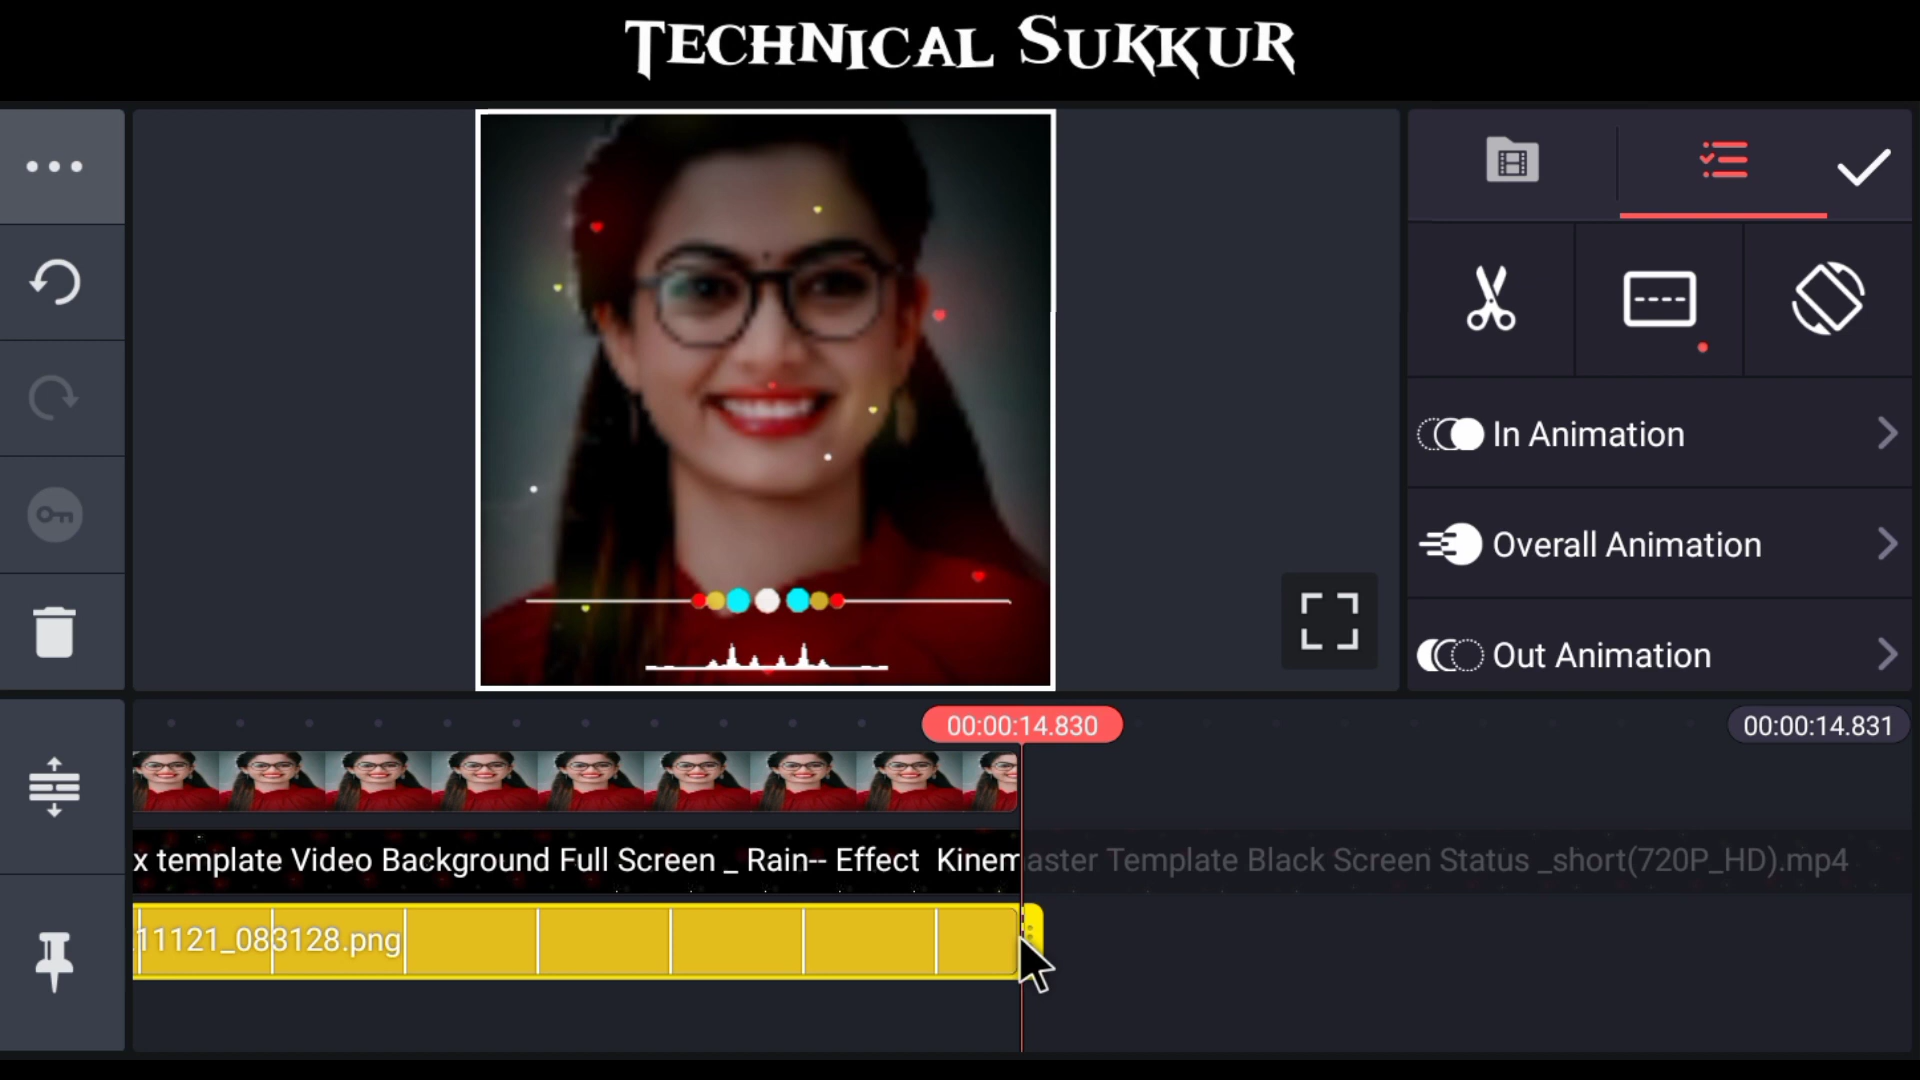 TECHNICAL SUKKUR
In Animation
Overall Animation
Out Animation
00:00:14.830
00:00:14.831
x template Video Background Full Screen _ Rain-- Effect Kinemaster Template Black Screen Status _short(720P_HD).mp4
11121_083128.png